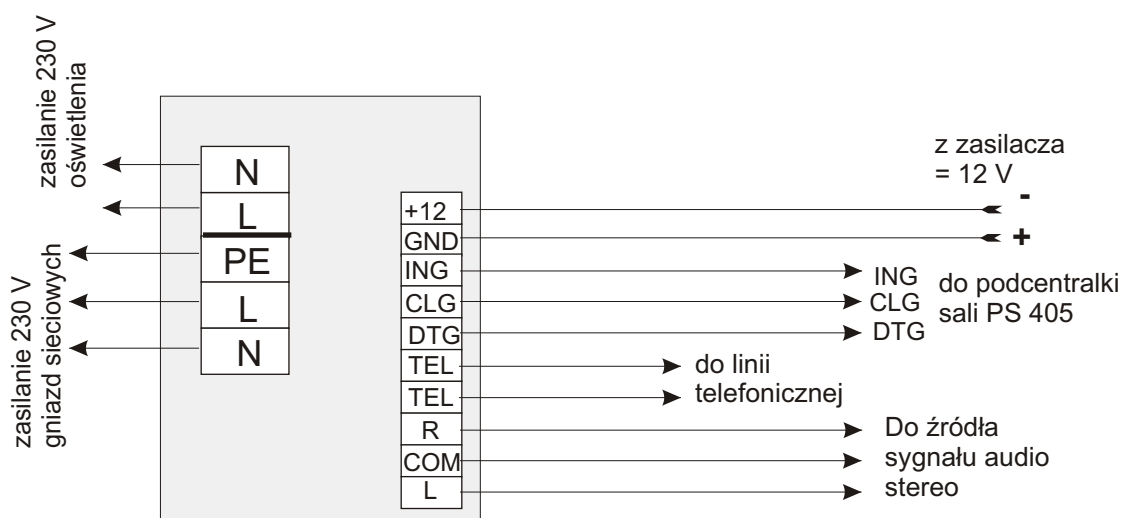 zasilanie 230 V
oświetlenia
zasilanie 230 V
gniazd sieciowych
N
L
PE
L
N
+12
GND
ING
CLG
DTG
TEL
TEL
R
COM
L
z zasilacza
= 12 V
-
+
ING
CLG
DTG
do podcentralki
sali PS 405
do linii
telefonicznej
Do źródła
sygnału audio
stereo